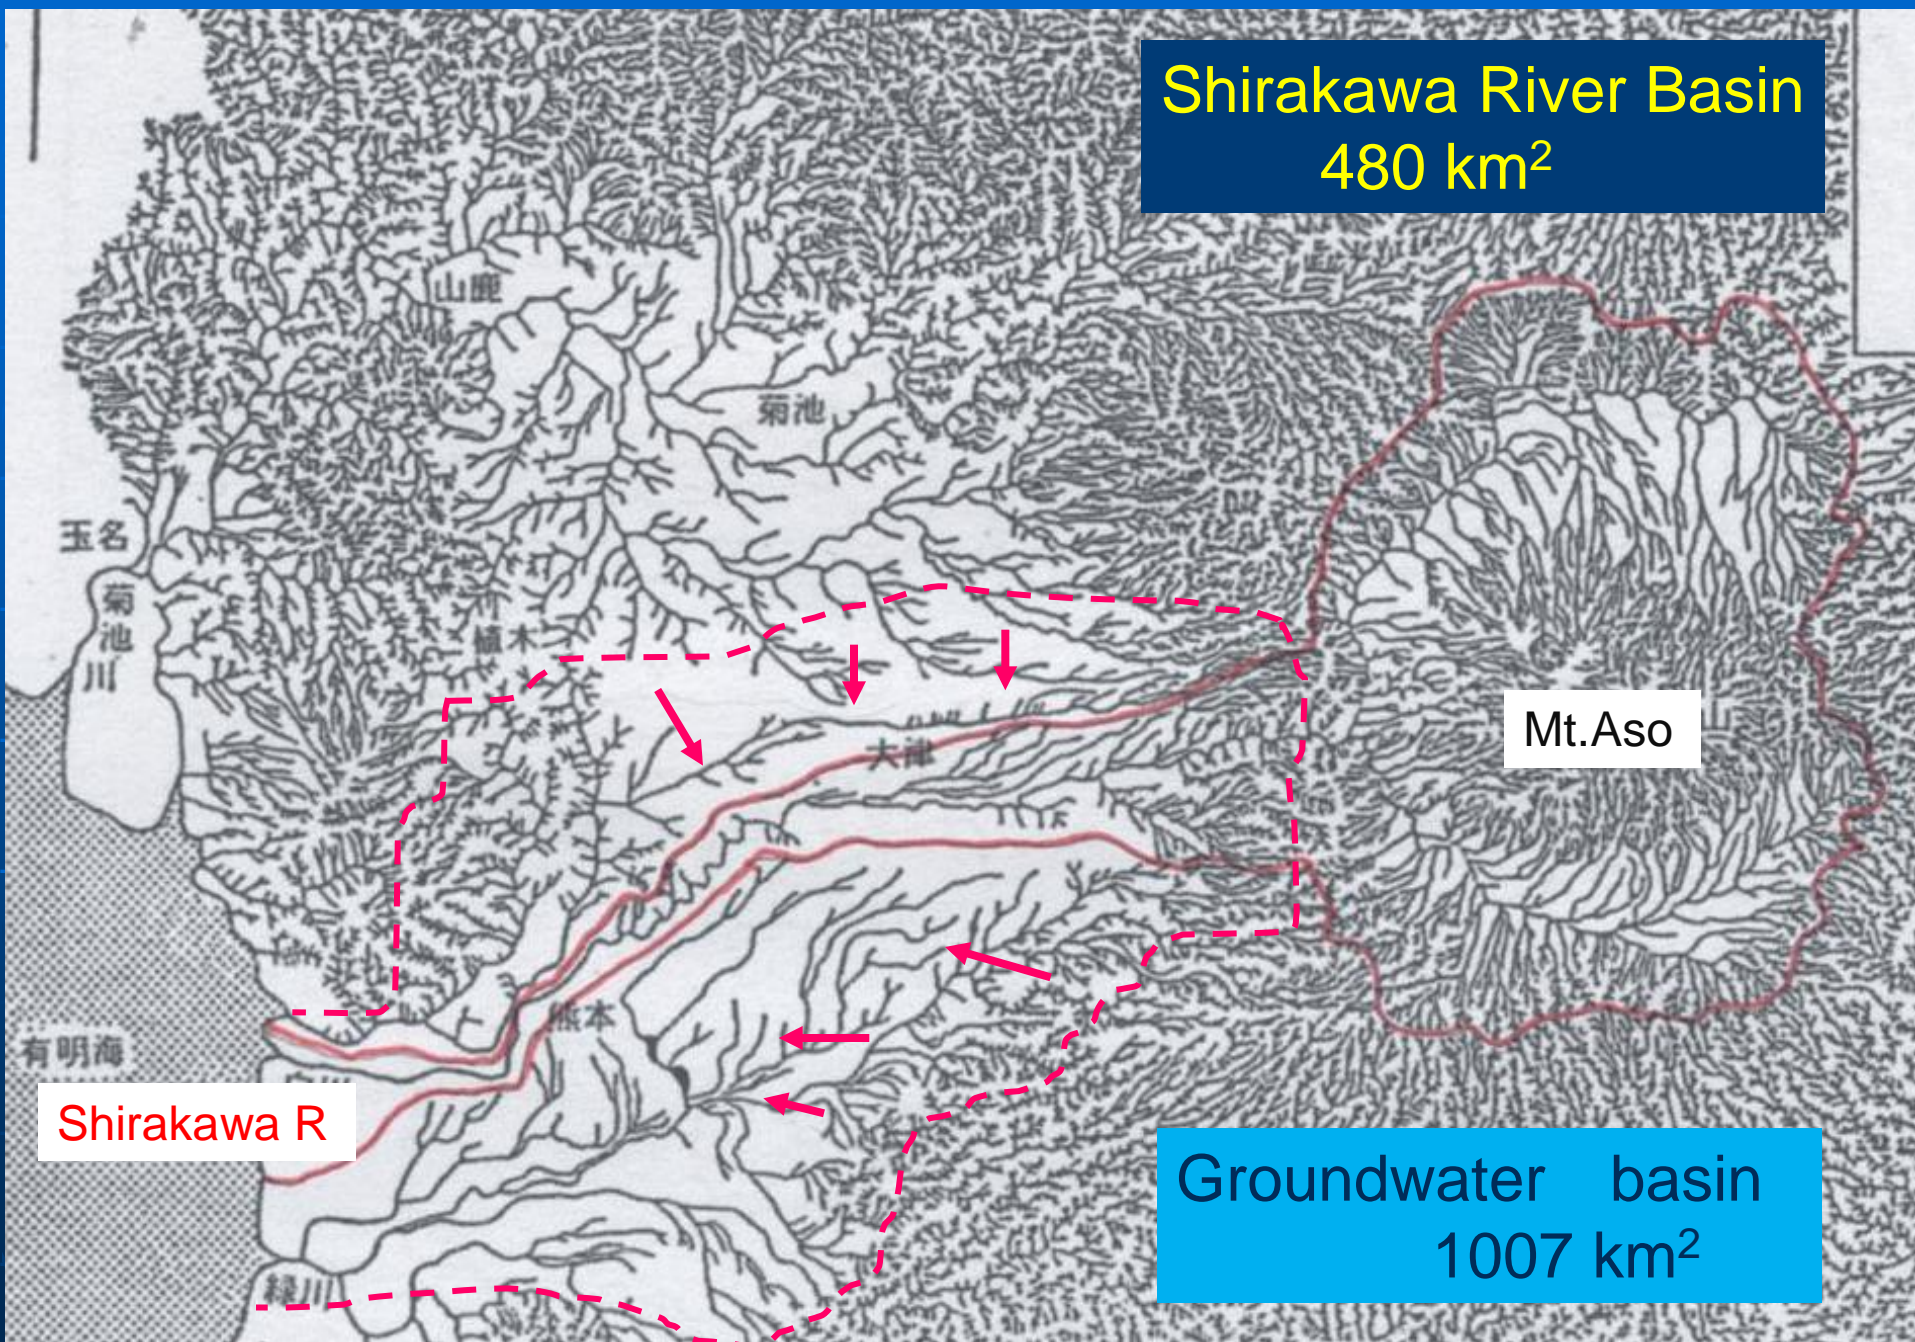 Shirakawa River Basin
480 km²
山鹿
菊池
玉名
菊池川
植木
大津
Mt.Aso
熊本
有明海
Shirakawa R
Groundwater basin
1007 km²
緑川